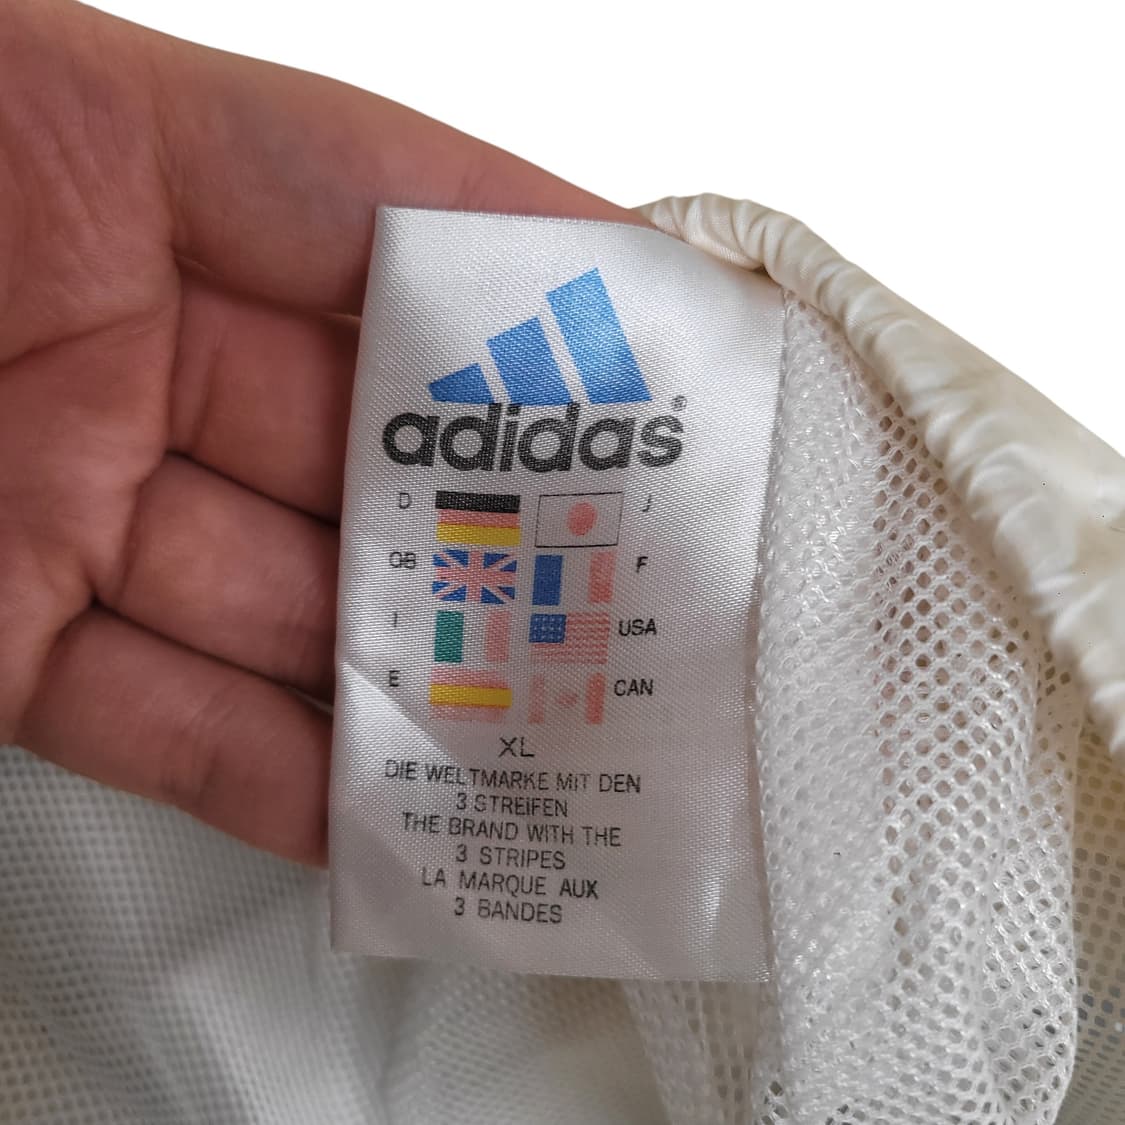 adidas®
D J
GB F
I USA
E CAN
XL
DIE WELTMARKE MIT DEN
3 STREIFEN
THE BRAND WITH THE
3 STRIPES
LA MARQUE AUX
3 BANDES